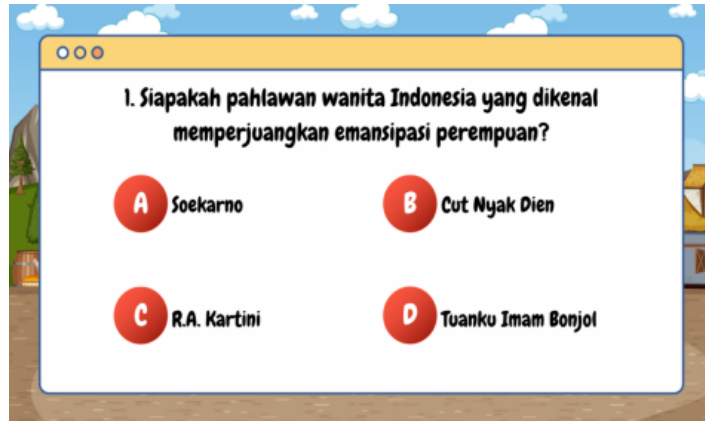 1. Siapakah pahlawan wanita Indonesia yang dikenal
memperjuangkan emansipasi perempuan?
A Soekarno
B Cut Nyak Dien
C R.A. Kartini
D Tuanku Imam Bonjol